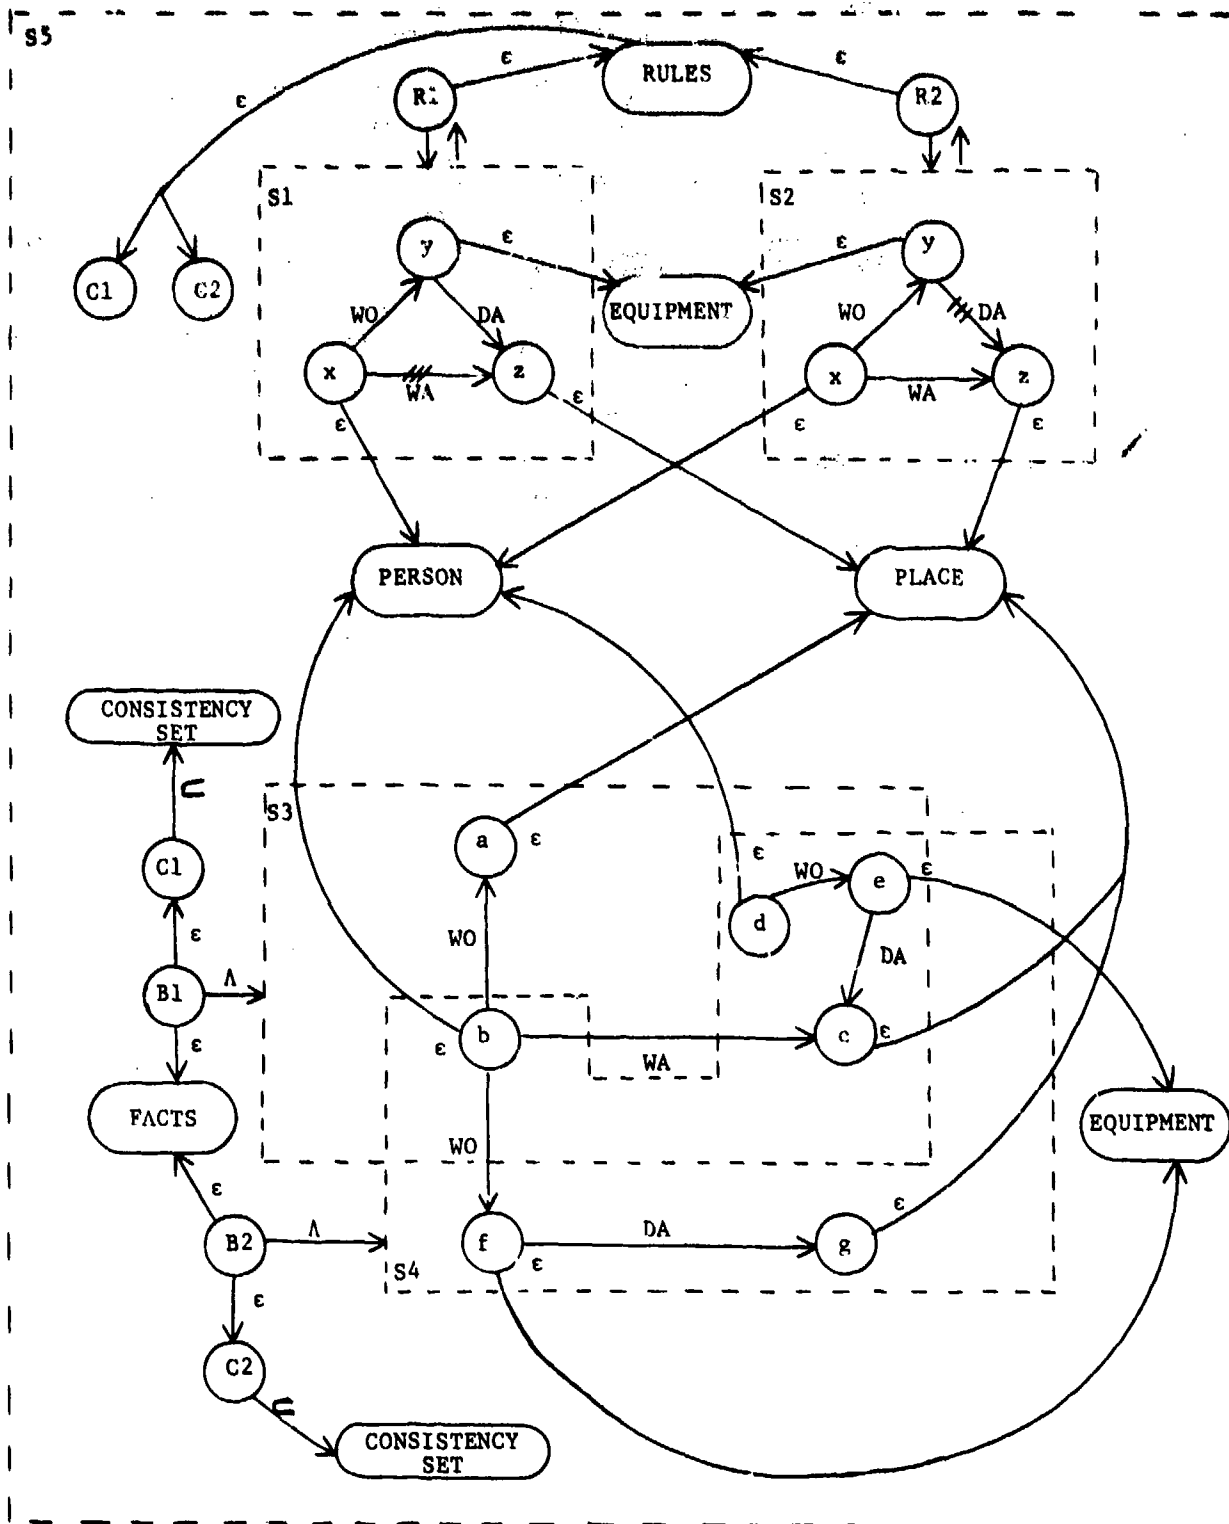 S5
RULES
ε
ε
ε
R1
R2
S1
S2
y
ε
ε
y
C1
C2
EQUIPMENT
WO
DA
WO
DA
x
z
x
z
WA
WA
ε
ε
ε
ε
PERSON
PLACE
CONSISTENCY
SET
⊂
S3
a
ε
C1
ε
WO
e
ε
d
ε
WO
DA
B1
Λ
b
ε
c
ε
WA
ε
FACTS
EQUIPMENT
WO
ε
ε
B2
Λ
f
ε
DA
g
S4
ε
C2
⊂
CONSISTENCY
SET